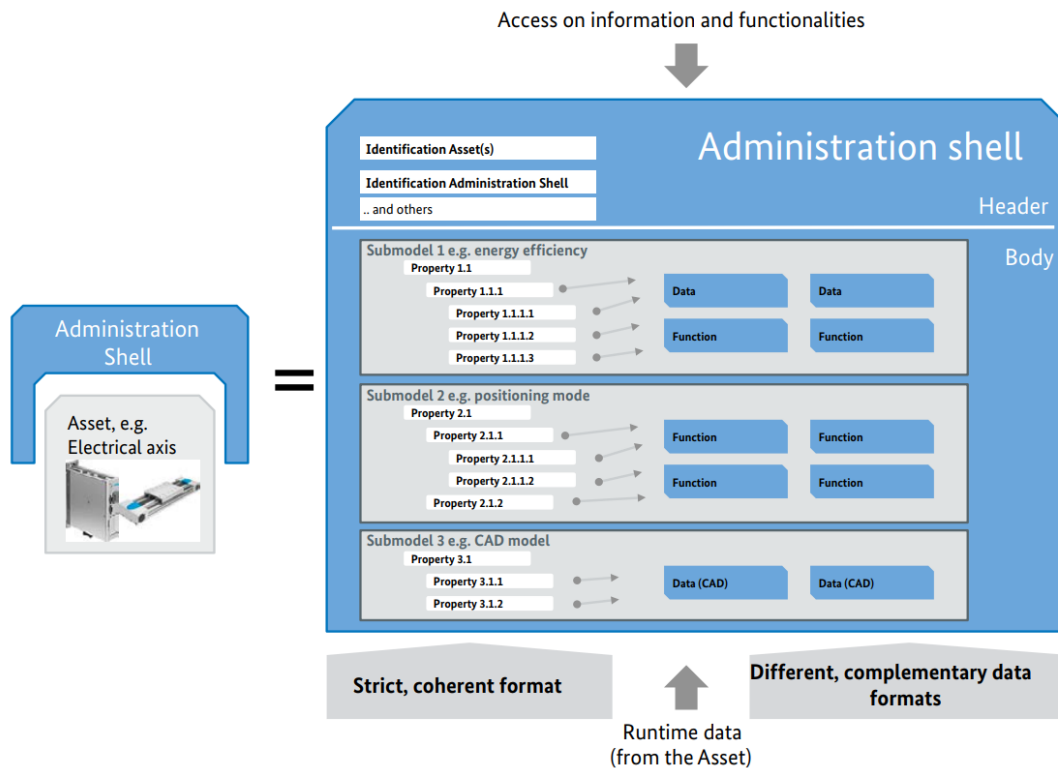 Access on information and functionalities
Administration shell
Identification Asset(s)
Identification Administration Shell
.. and others
Header
Body
Submodel 1 e.g. energy efficiency
Property 1.1
Property 1.1.1
Property 1.1.1.1
Property 1.1.1.2
Property 1.1.1.3
Data
Data
Function
Function
Administration
Shell
Asset, e.g.
Electrical axis
=
Submodel 2 e.g. positioning mode
Property 2.1
Property 2.1.1
Property 2.1.1.1
Property 2.1.1.2
Property 2.1.2
Function
Function
Function
Function
Submodel 3 e.g. CAD model
Property 3.1
Property 3.1.1
Property 3.1.2
Data (CAD)
Data (CAD)
Strict, coherent format
Different, complementary data
formats
Runtime data
(from the Asset)